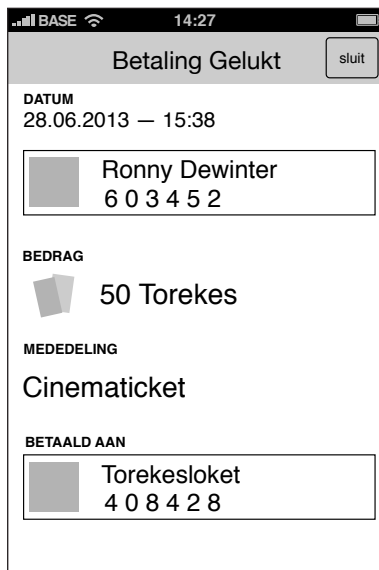 BASE 14:27
Betaling Gelukt sluit
DATUM
28.06.2013 — 15:38
Ronny Dewinter
6 0 3 4 5 2
BEDRAG
50 Torekes
MEDEDELING
Cinematicket
BETAALD AAN
Torekesloket
4 0 8 4 2 8